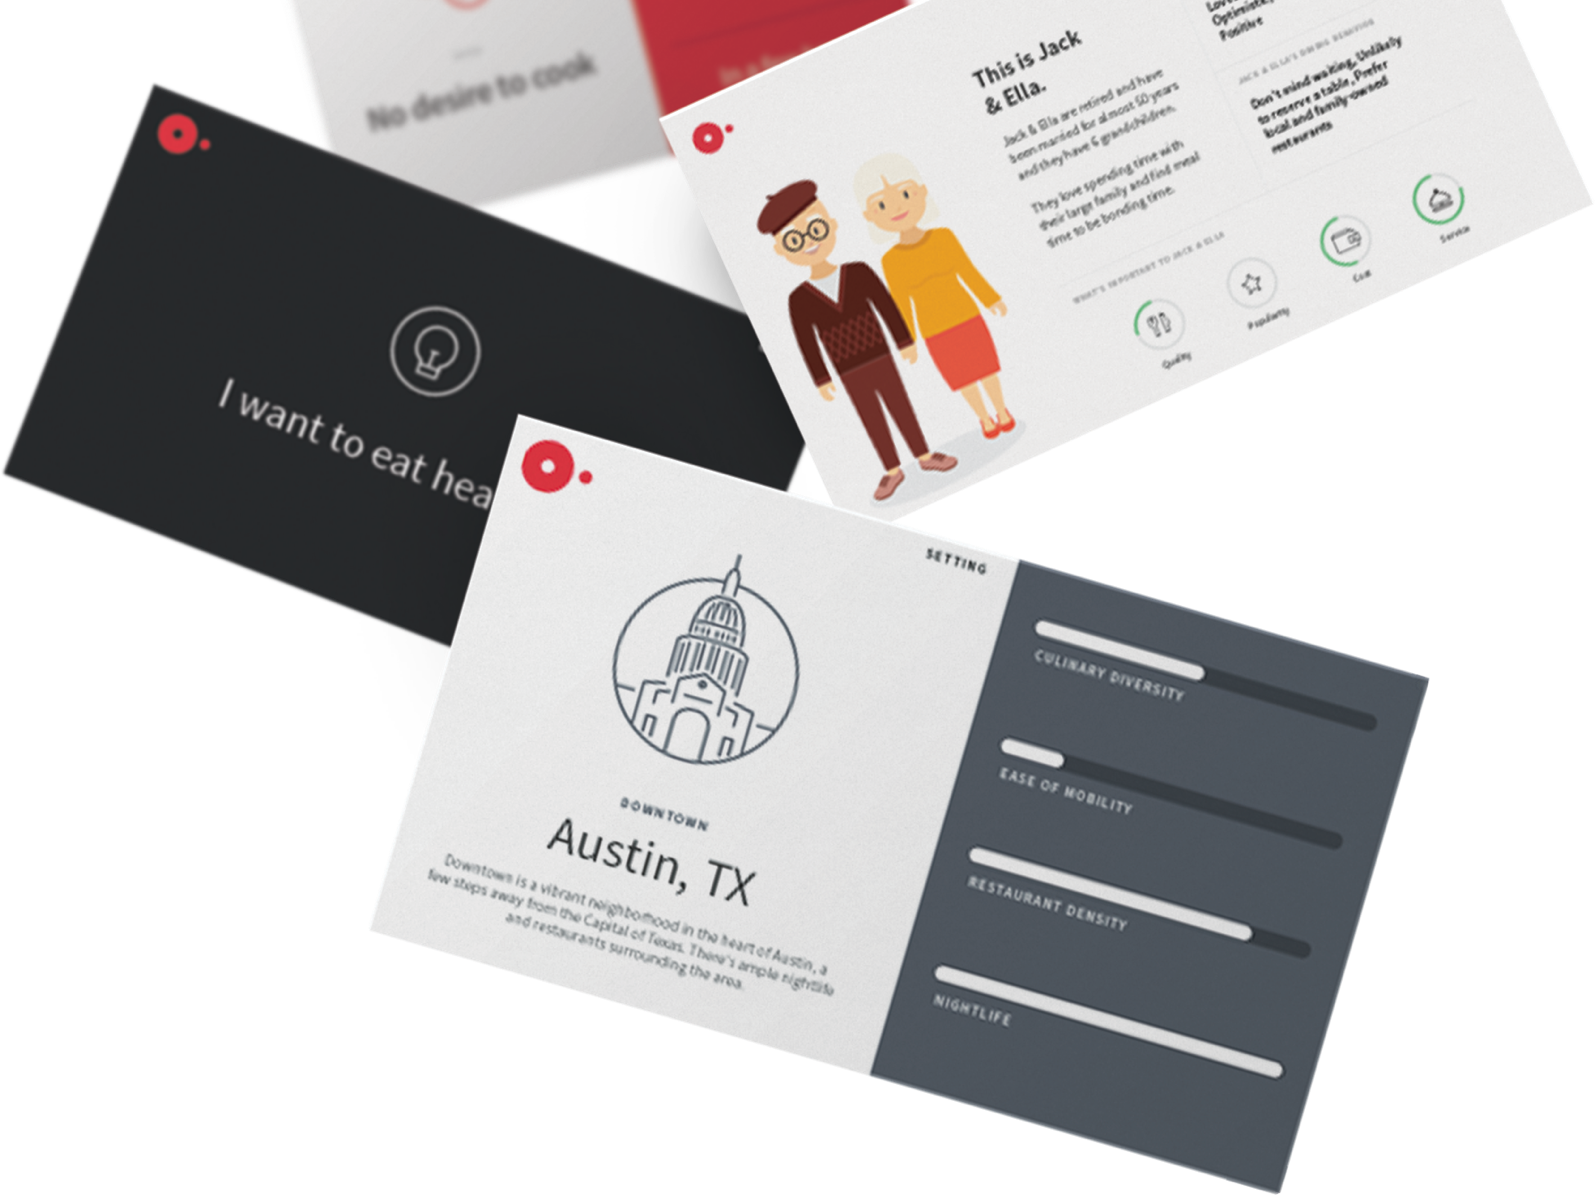 No desire to cook
This is Jack
& Ella.
Jack & Ella are retired and have
been married for almost 50 years
and they have 6 grandchildren.
They love spending time with
their large family and find meal
time to be bonding time.
Positive
JACK & ELLA'S DINING BEHAVIOR
Don't mind waiting, Unlikely
to reserve a table, Prefer
local and family-owned
restaurants
WHAT'S IMPORTANT TO JACK & ELLA
Quality
Popularity
Cost
Service
I want to eat hea
SETTING
DOWNTOWN
Austin, TX
Downtown is a vibrant neighborhood in the heart of Austin, a
few steps away from the Capital of Texas. There's ample nightlife
and restaurants surrounding the area.
CULINARY DIVERSITY
EASE OF MOBILITY
RESTAURANT DENSITY
NIGHTLIFE